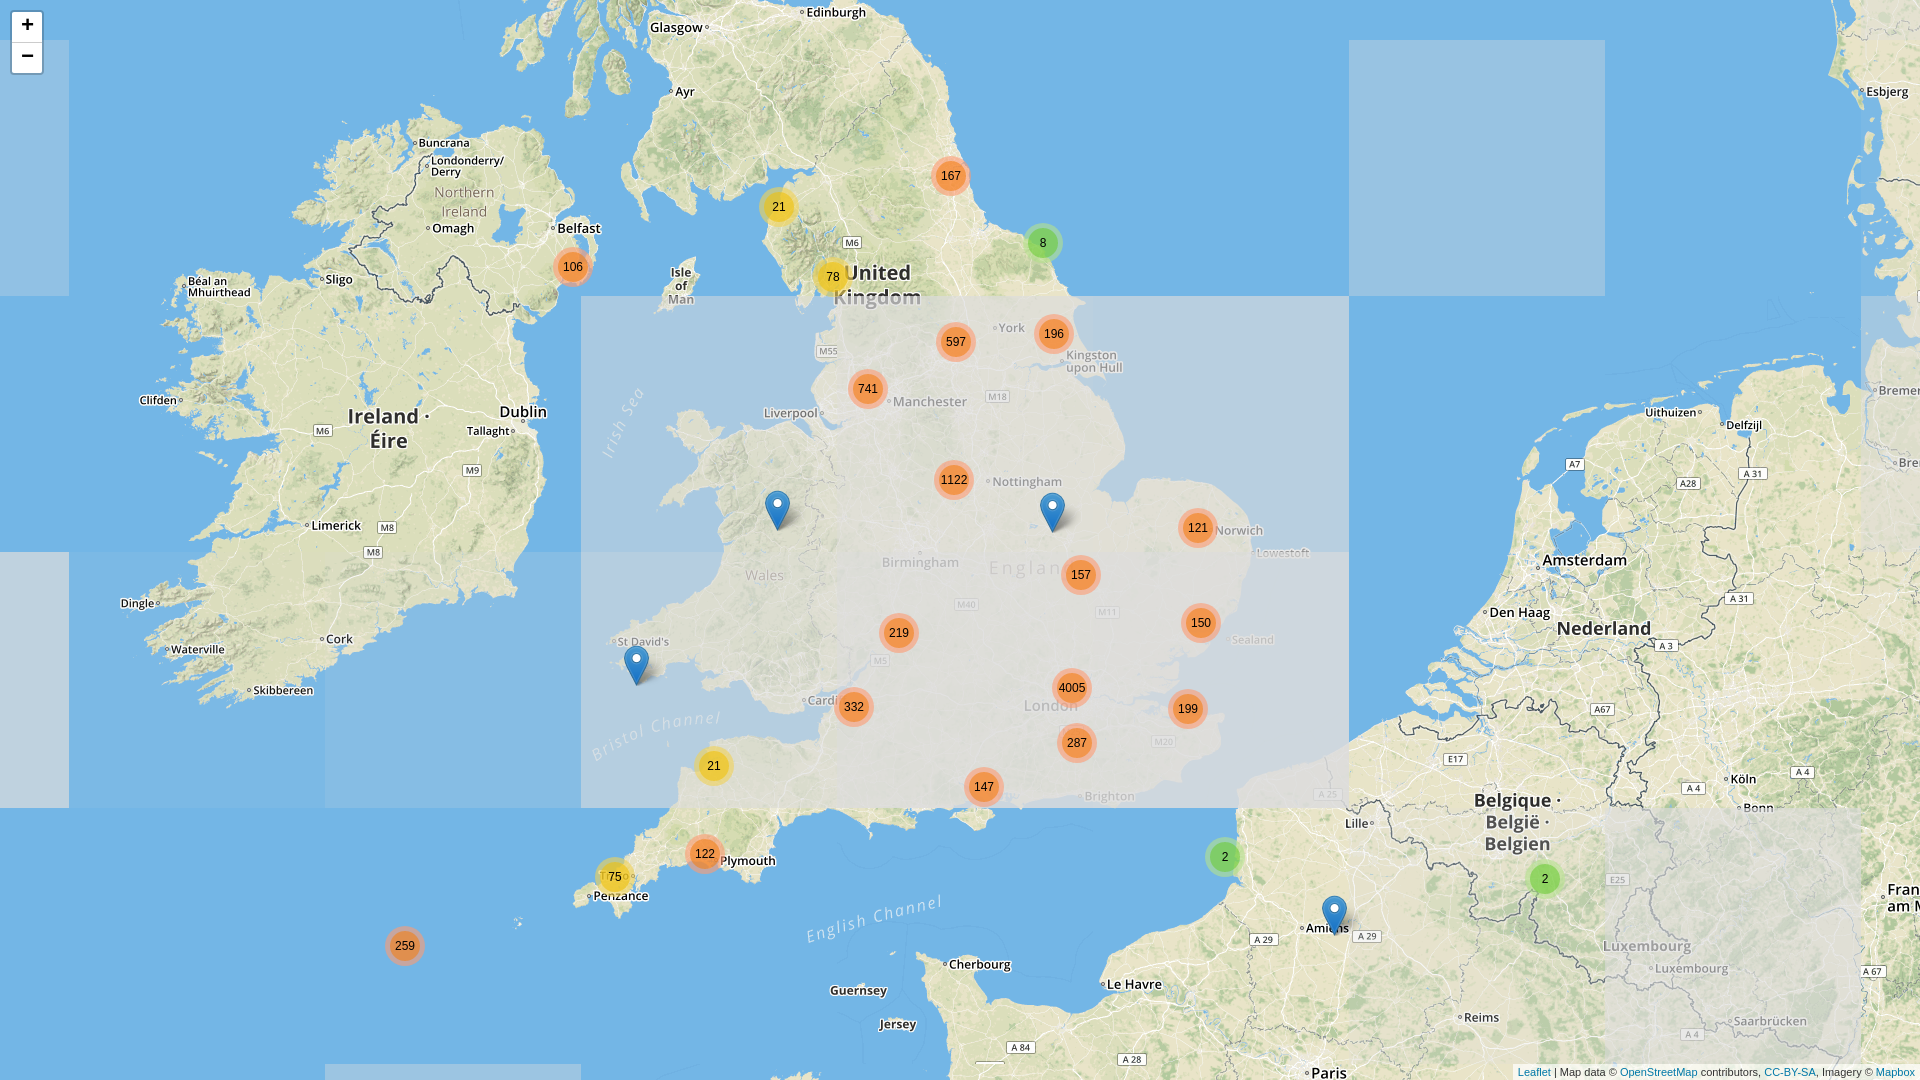 +
−
Glasgow
Edinburgh
Ayr
Esbjerg
Buncrana
Londonderry/
Derry
Northern
Ireland
Omagh
Belfast
167
21
8
M6
106
78
United
Kingdom
Isle
of
Man
Béal an
Mhuirthead
Sligo
York
196
597
M55
Kingston
upon Hull
741
Manchester
M18
Liverpool
Irish Sea
Clifden
Dublin
Ireland ·
Éire
Tallaght
M6
M9
Uithuizen
Delfzijl
A7
A 31
A28
1122
Nottingham
Limerick
M8
M8
121
Norwich
Lowestoft
Birmingham
Wales
157
Amsterdam
Dingle
M40
M11
Den Haag
A 31
Nederland
A 3
219
150
Sealand
Cork
Waterville
St David's
M5
Skibbereen
4005
London
332
199
A67
Bristol Channel
287
M20
E17
21
147
Brighton
A 25
Köln
A 4
A 4
Bonn
Belgique ·
België ·
Belgien
Lille
122
Plymouth
2
75
Penzance
2
E25
English Channel
259
Amiens
A 29
A 29
Luxembourg
Luxembourg
A 67
Cherbourg
Le Havre
Guernsey
Jersey
Reims
Saarbrücken
A 4
A 84
A 28
Paris
Leaflet | Map data © OpenStreetMap contributors, CC-BY-SA, Imagery © Mapbox